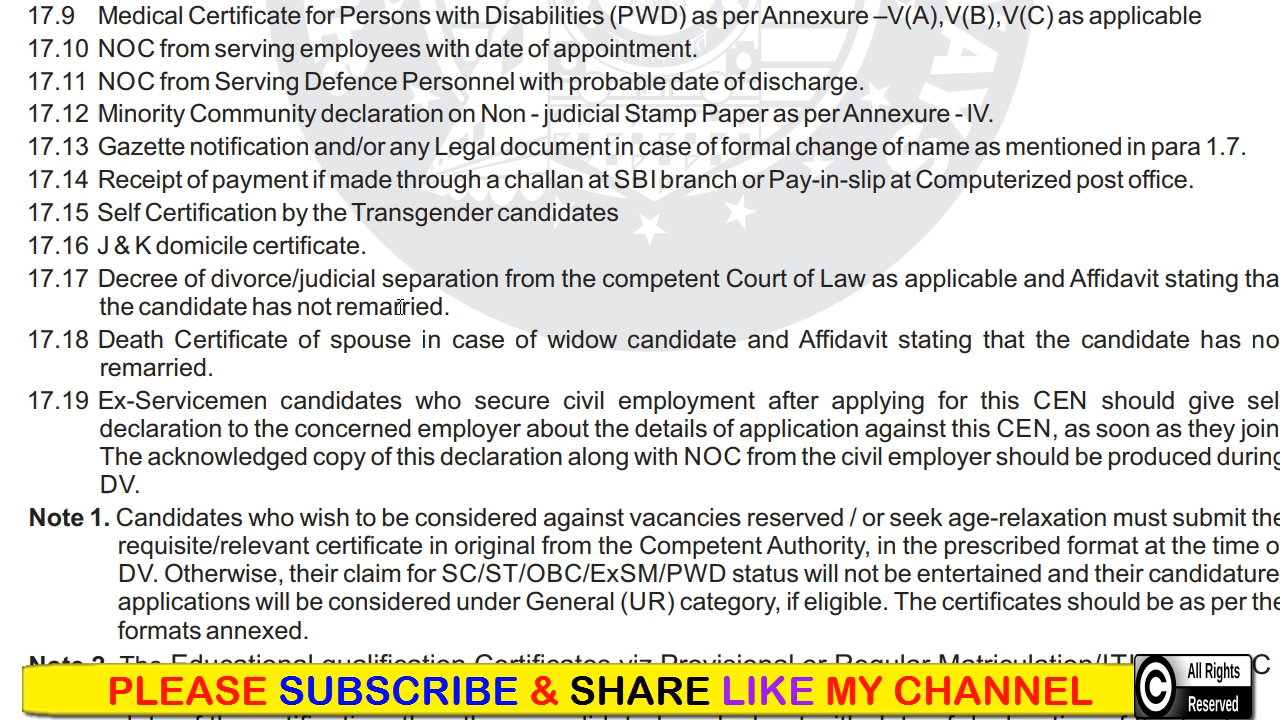 17.9 Medical Certificate for Persons with Disabilities (PWD) as per Annexure –V(A),V(B),V(C) as applicable
17.10 NOC from serving employees with date of appointment.
17.11 NOC from Serving Defence Personnel with probable date of discharge.
17.12 Minority Community declaration on Non - judicial Stamp Paper as per Annexure - IV.
17.13 Gazette notification and/or any Legal document in case of formal change of name as mentioned in para 1.7.
17.14 Receipt of payment if made through a challan at SBI branch or Pay-in-slip at Computerized post office.
17.15 Self Certification by the Transgender candidates
17.16 J & K domicile certificate.
17.17 Decree of divorce/judicial separation from the competent Court of Law as applicable and Affidavit stating tha
the candidate has not remarried.
17.18 Death Certificate of spouse in case of widow candidate and Affidavit stating that the candidate has no
remarried.
17.19 Ex-Servicemen candidates who secure civil employment after applying for this CEN should give sel
declaration to the concerned employer about the details of application against this CEN, as soon as they join
The acknowledged copy of this declaration along with NOC from the civil employer should be produced during
DV.
Note 1. Candidates who wish to be considered against vacancies reserved / or seek age-relaxation must submit the
requisite/relevant certificate in original from the Competent Authority, in the prescribed format at the time o
DV. Otherwise, their claim for SC/ST/OBC/ExSM/PWD status will not be entertained and their candidature
applications will be considered under General (UR) category, if eligible. The certificates should be as per the
formats annexed.
Note 2. The Educational qualification Certificates viz Provisional or Regular Matriculation/ITI
PLEASE SUBSCRIBE & SHARE LIKE MY CHANNEL
C All Rights
Reserved